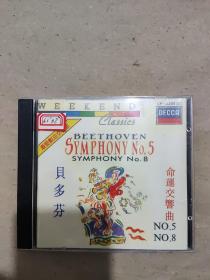 WEEKEND
Classics
DECCA
BEETHOVEN
SYMPHONY No.5
SYMPHONY No.8
貝多芬
命運交響曲
NO.5
NO.8